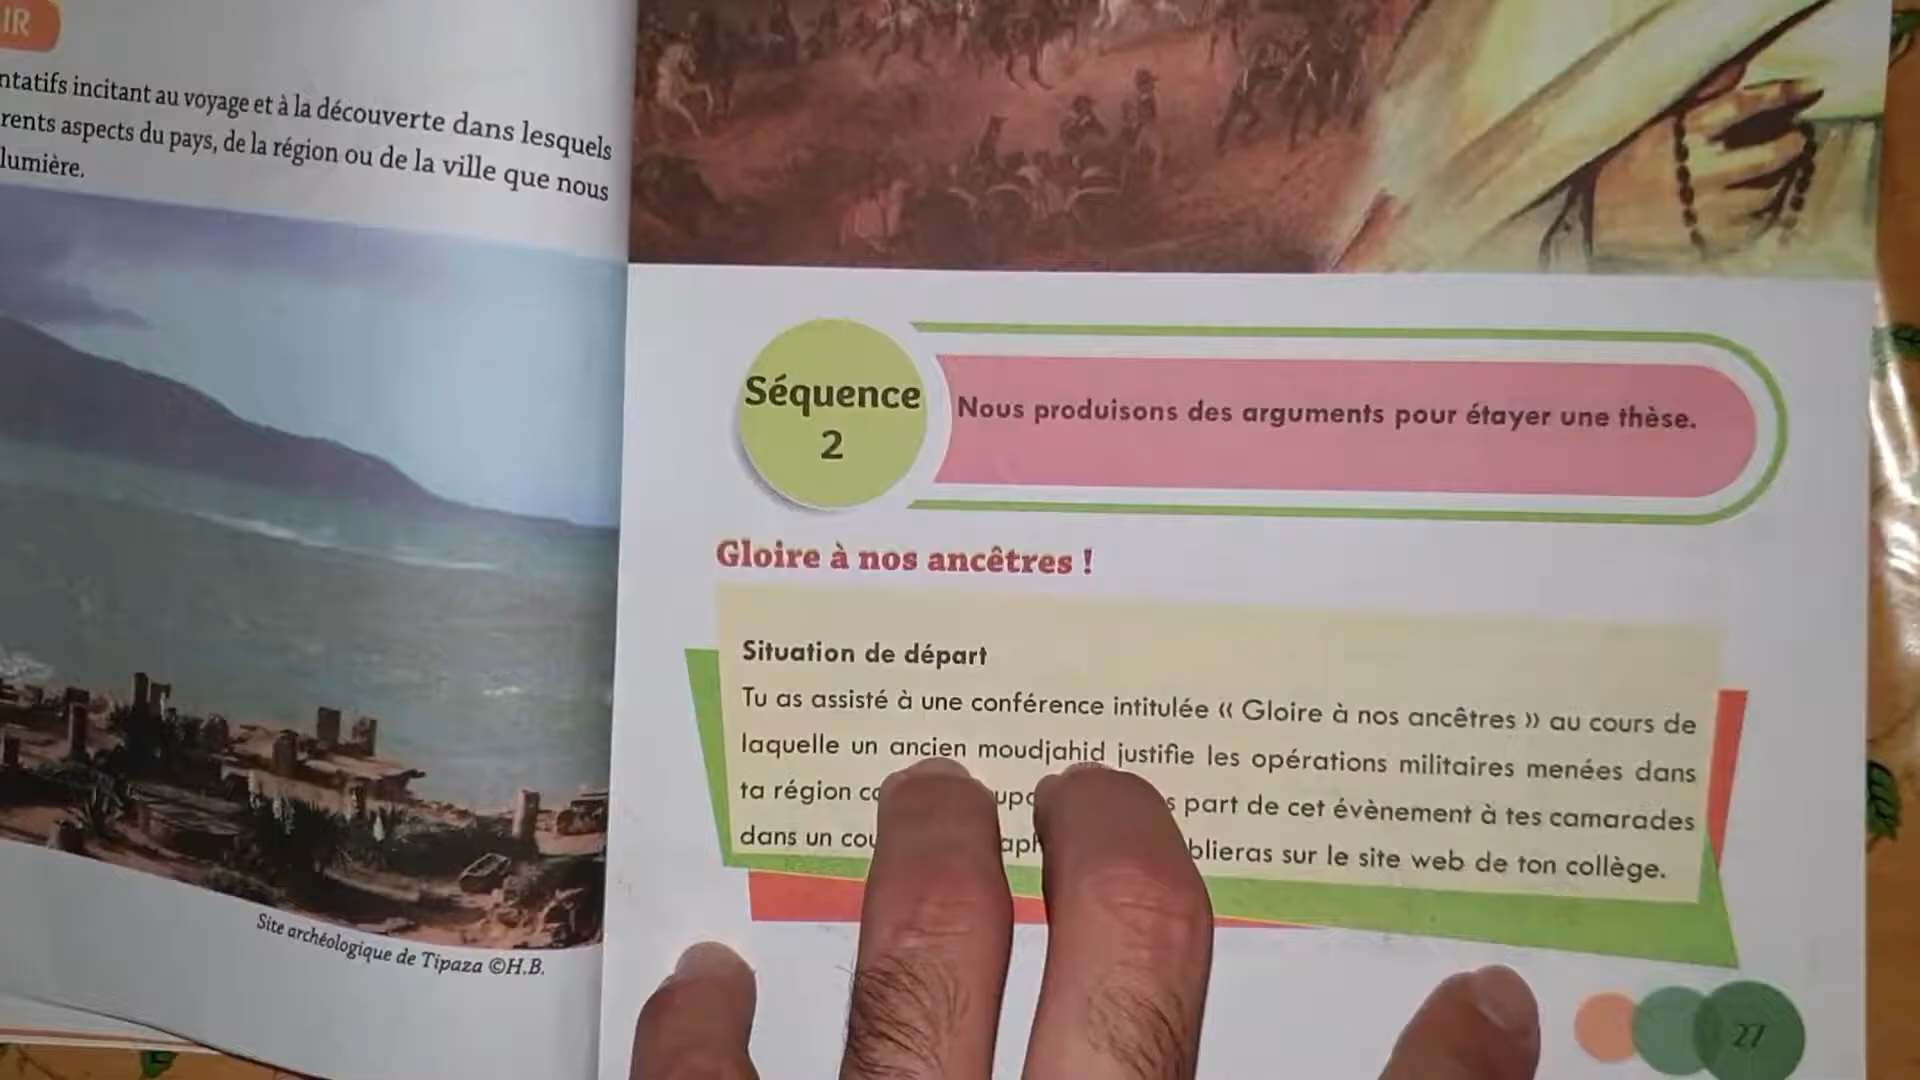 IR
ntatifs incitant au voyage et à la découverte dans lesquels
rents aspects du pays, de la région ou de la ville que nous
lumière.
Site archéologique de Tipaza ©H.B.
Séquence
2
Nous produisons des arguments pour étayer une thèse.
Gloire à nos ancêtres !
Situation de départ
Tu as assisté à une conférence intitulée « Gloire à nos ancêtres » au cours de
laquelle un ancien moudjahid justifie les opérations militaires menées dans
ta région part de cet évènement à tes camarades
dans un blieras sur le site web de ton collège.
27